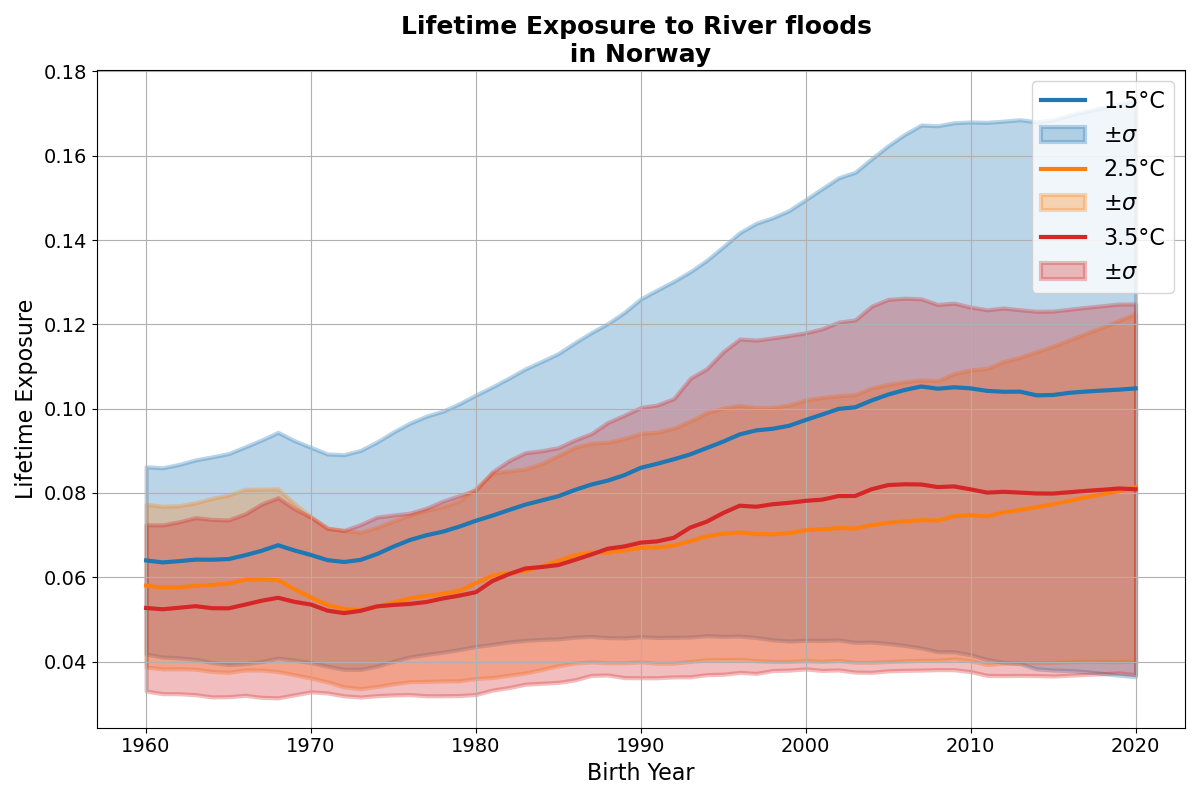 Lifetime Exposure to River floods
in Norway
0.18
0.16
0.14
0.12
0.10
0.08
0.06
0.04
Lifetime Exposure
1960
1970
1980
1990
2000
2010
2020
Birth Year
1.5°C
±σ
2.5°C
±σ
3.5°C
±σ